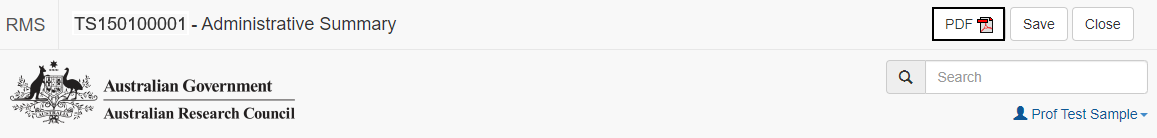 RMS TS150100001 - Administrative Summary PDF Save Close
Australian Government
Search
Australian Research Council
Prof Test Sample